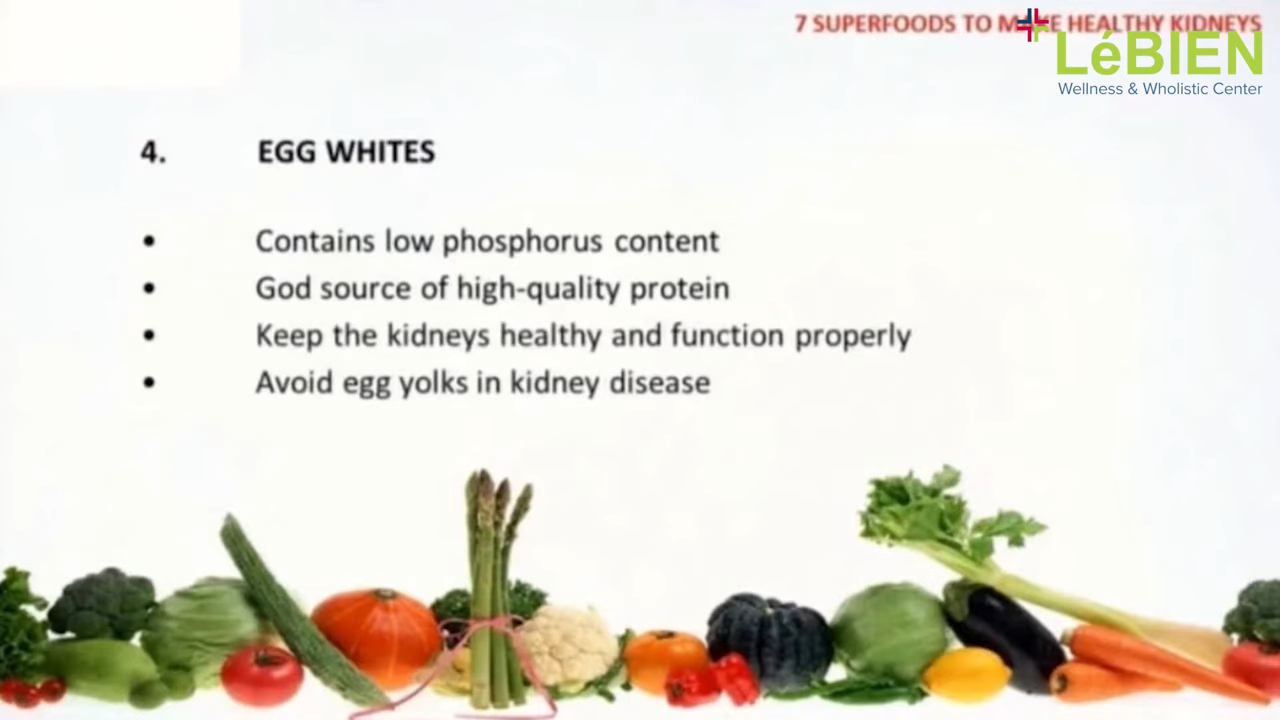 7 SUPERFOODS TO MAKE HEALTHY KIDNEYS
LéBIEN
Wellness & Wholistic Center
4. EGG WHITES
• Contains low phosphorus content
• God source of high-quality protein
• Keep the kidneys healthy and function properly
• Avoid egg yolks in kidney disease